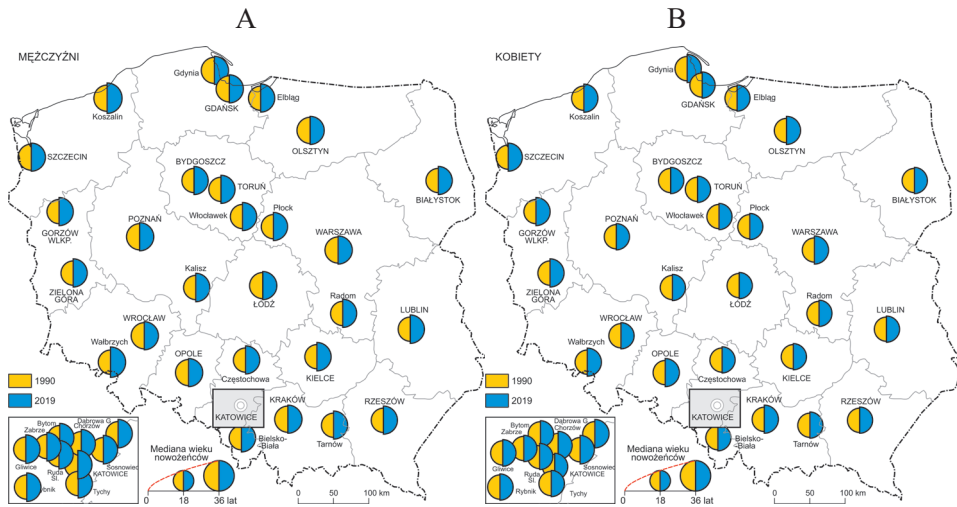 A
MĘŻCZYŹNI
Gdynia
GDAŃSK
Elbląg
Koszalin
OLSZTYN
SZCZECIN
BYDGOSZCZ
TORUŃ
BIAŁYSTOK
Włocławek
Płock
GORZÓW
WLKP.
POZNAŃ
WARSZAWA
ZIELONA
GÓRA
Kalisz
ŁÓDŹ
Radom
LUBLIN
WROCŁAW
Wałbrzych
OPOLE
Częstochowa
KIELCE
1990
2019
KATOWICE
KRAKÓW
RZESZÓW
Tarnów
Bielsko-
-Biała
Dąbrowa G.
Bytom
Chorzów
Zabrze
Gliwice
Ruda
Śl.
KATOWICE
Sosnowiec
Rybnik
Tychy
Mediana wieku
nowożeńców
0
18
36 lat
0
50
100 km
B
KOBIETY
Gdynia
GDAŃSK
Elbląg
Koszalin
OLSZTYN
SZCZECIN
BYDGOSZCZ
TORUŃ
BIAŁYSTOK
Włocławek
Płock
GORZÓW
WLKP.
POZNAŃ
WARSZAWA
ZIELONA
GÓRA
Kalisz
ŁÓDŹ
Radom
LUBLIN
WROCŁAW
Wałbrzych
OPOLE
Częstochowa
KIELCE
1990
2019
KATOWICE
KRAKÓW
RZESZÓW
Tarnów
Bielsko-
-Biała
Dąbrowa G.
Bytom
Chorzów
Zabrze
Gliwice
Ruda
Śl.
KATOWICE
Sosnowiec
Rybnik
Tychy
Mediana wieku
nowożeńców
0
18
36 lat
0
50
100 km